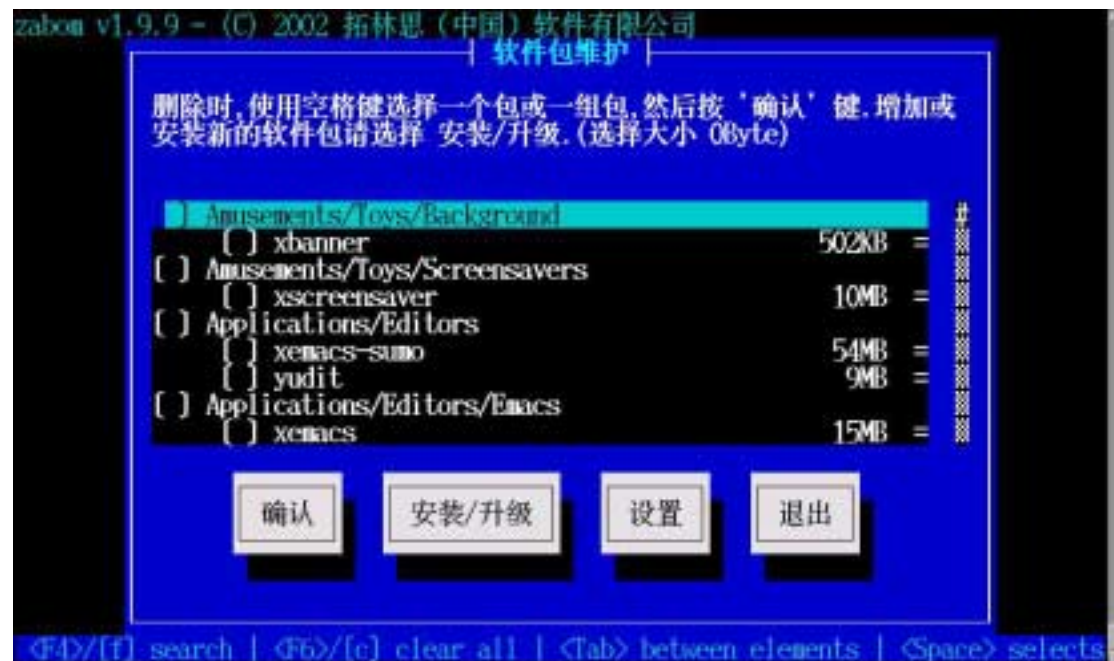 zabom v1.9.9 - (C) 2002 拓林思(中国)软件有限公司
软件包维护
删除时,使用空格键选择一个包或一组包,然后按 '确认' 键.增加或
安装新的软件包请选择 安装/升级.(选择大小 0Byte)
[ ] Amusements/Toys/Background #
[ ] xbanner 502KB =
[ ] Amusements/Toys/Screensavers
[ ] xscreensaver 10MB =
[ ] Applications/Editors
[ ] xemacs-sumo 54MB =
[ ] yudit 9MB =
[ ] Applications/Editors/Emacs
[ ] xemacs 15MB =
确认 安装/升级 设置 退出
<F4>/[f] search | <F6>/[c] clear all | <Tab> between elements | <Space> selects